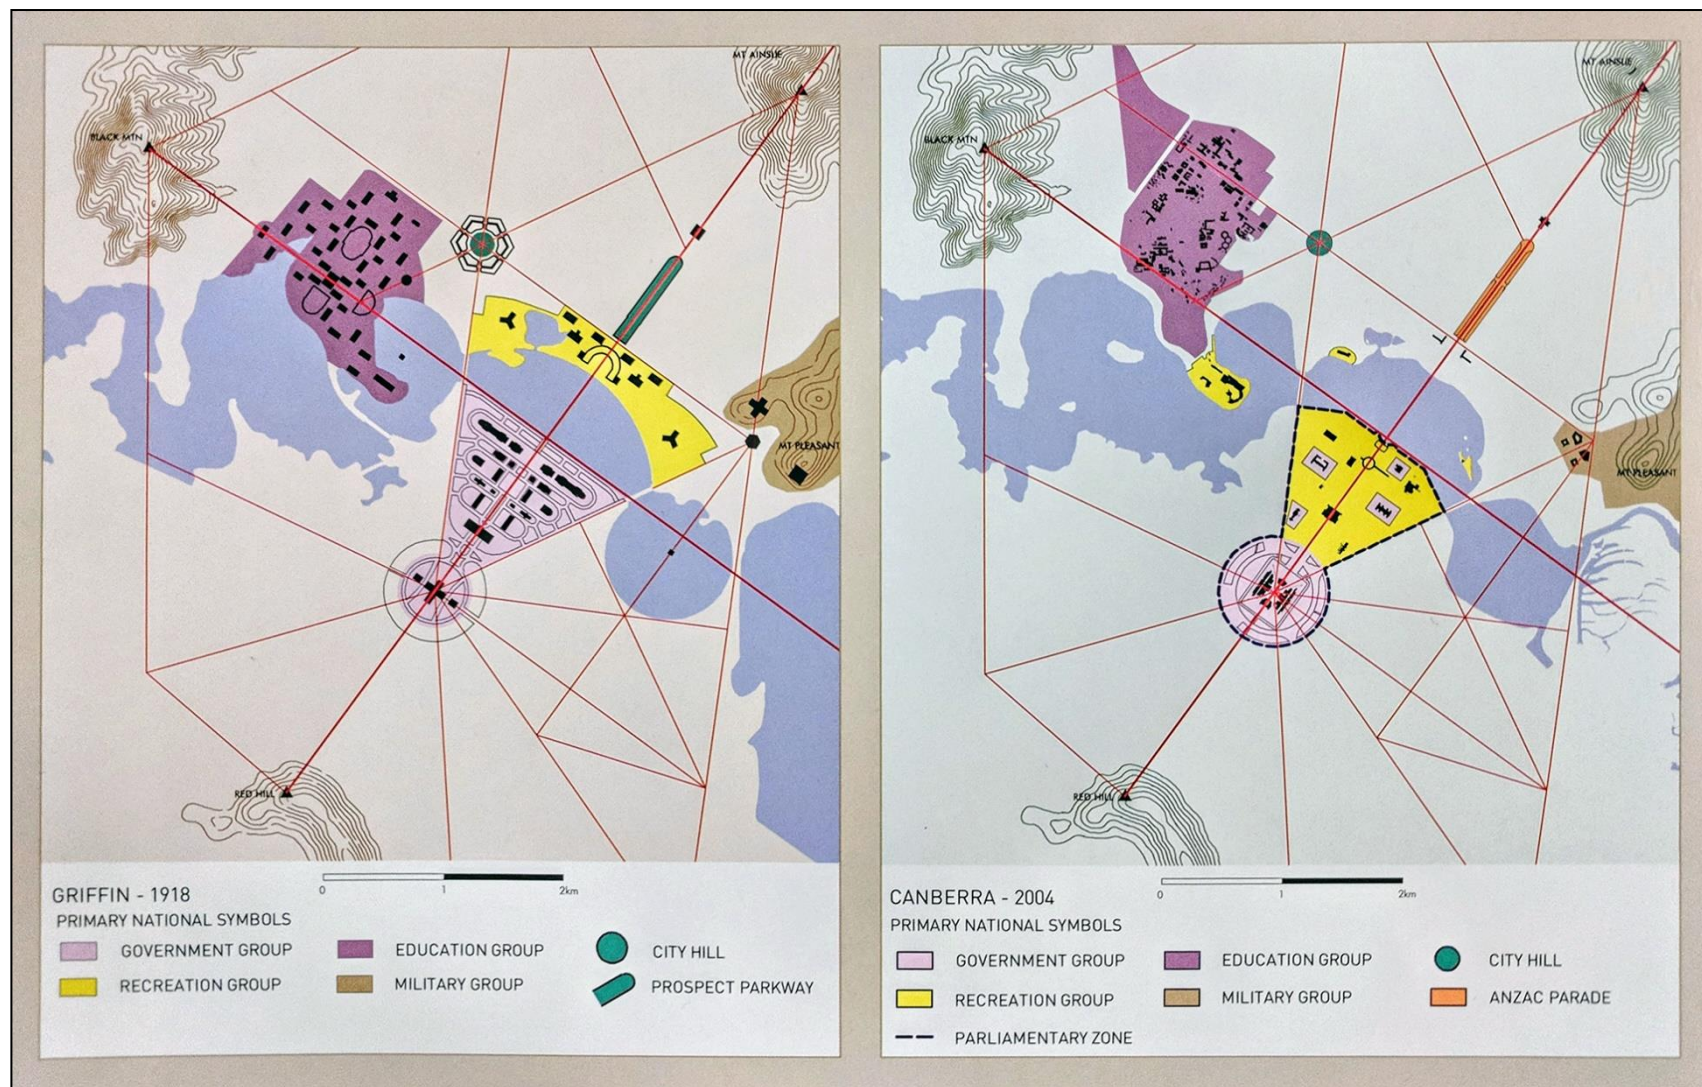 MT AINSLIE
BLACK MTN
MT PLEASANT
RED HILL
GRIFFIN - 1918
0 1 2km
PRIMARY NATIONAL SYMBOLS
GOVERNMENT GROUP
EDUCATION GROUP
CITY HILL
RECREATION GROUP
MILITARY GROUP
PROSPECT PARKWAY
MT AINSLIE
BLACK MTN
MT PLEASANT
RED HILL
CANBERRA - 2004
0 1 2km
PRIMARY NATIONAL SYMBOLS
GOVERNMENT GROUP
EDUCATION GROUP
CITY HILL
RECREATION GROUP
MILITARY GROUP
ANZAC PARADE
PARLIAMENTARY ZONE